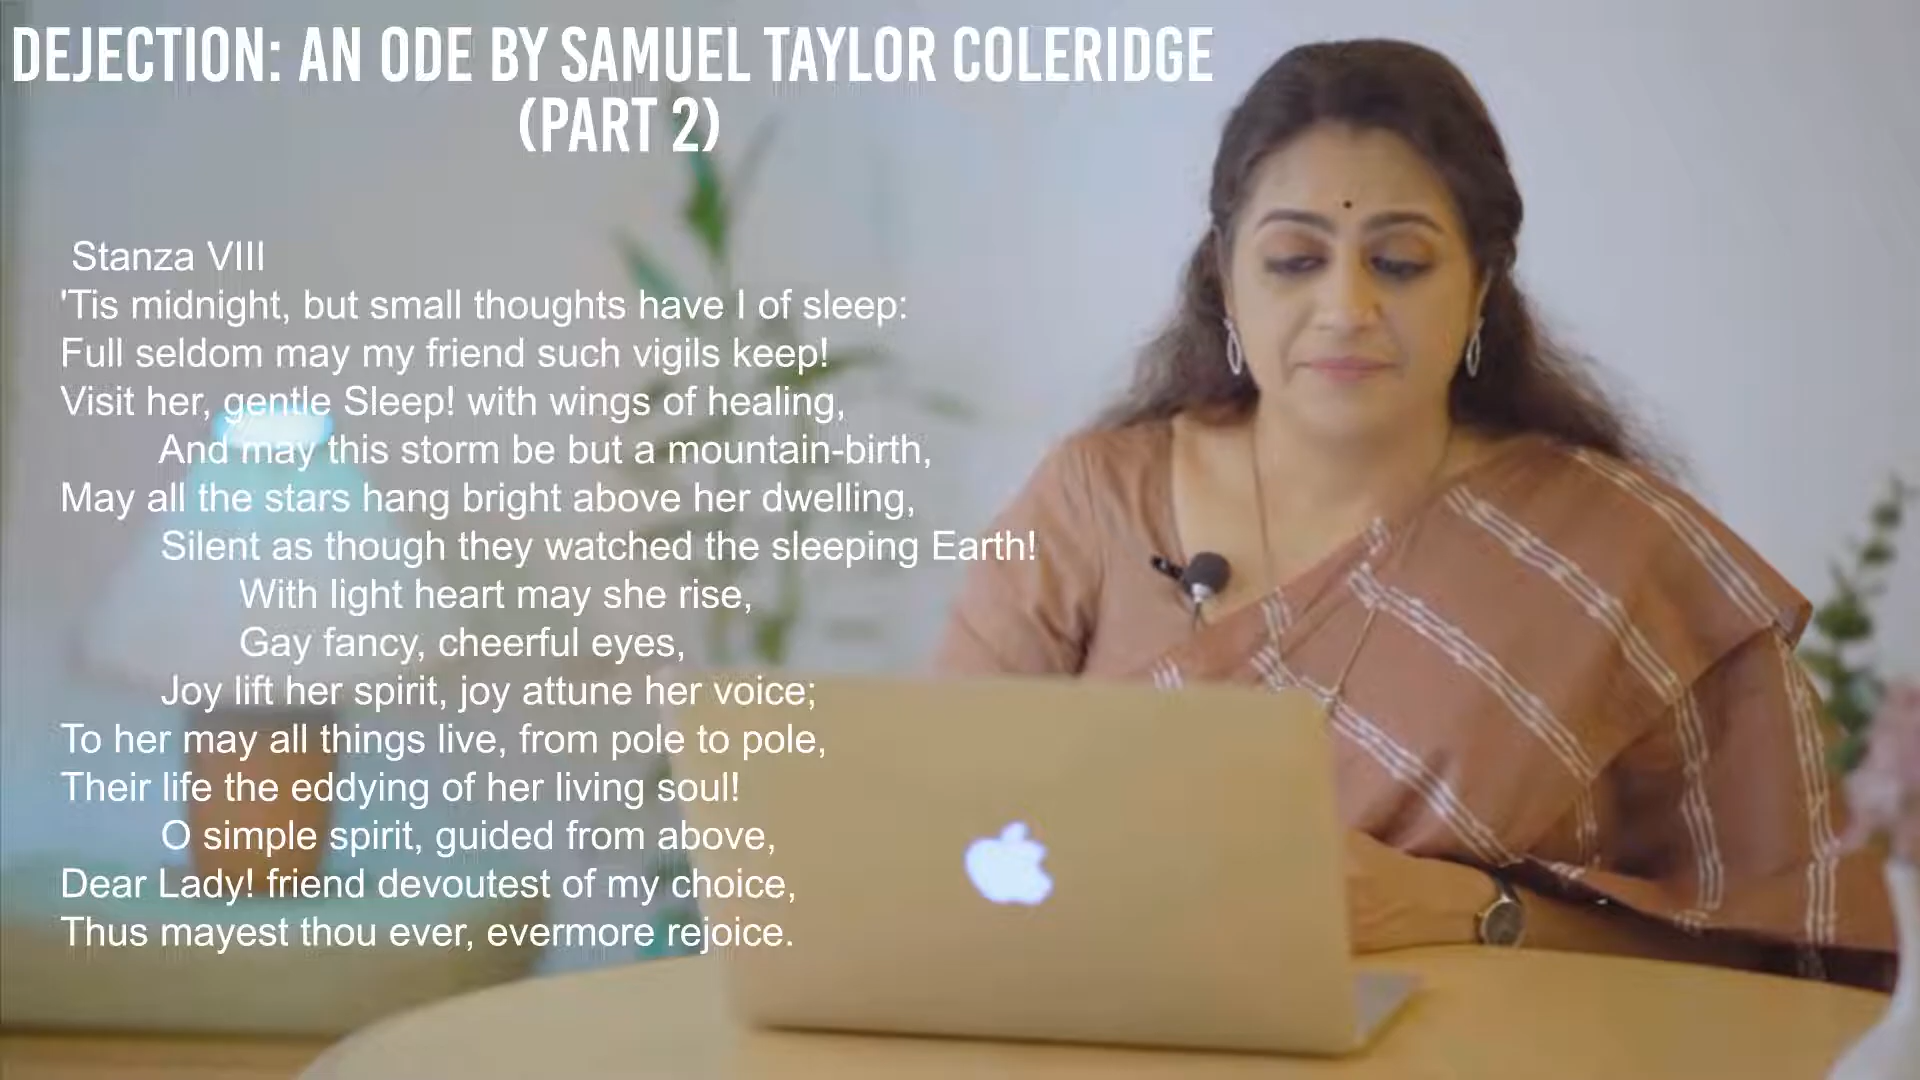 DEJECTION: AN ODE BY SAMUEL TAYLOR COLERIDGE
(PART 2)
Stanza VIII
'Tis midnight, but small thoughts have I of sleep:
Full seldom may my friend such vigils keep!
Visit her, gentle Sleep! with wings of healing,
And may this storm be but a mountain-birth,
May all the stars hang bright above her dwelling,
Silent as though they watched the sleeping Earth!
With light heart may she rise,
Gay fancy, cheerful eyes,
Joy lift her spirit, joy attune her voice;
To her may all things live, from pole to pole,
Their life the eddying of her living soul!
O simple spirit, guided from above,
Dear Lady! friend devoutest of my choice,
Thus mayest thou ever, evermore rejoice.